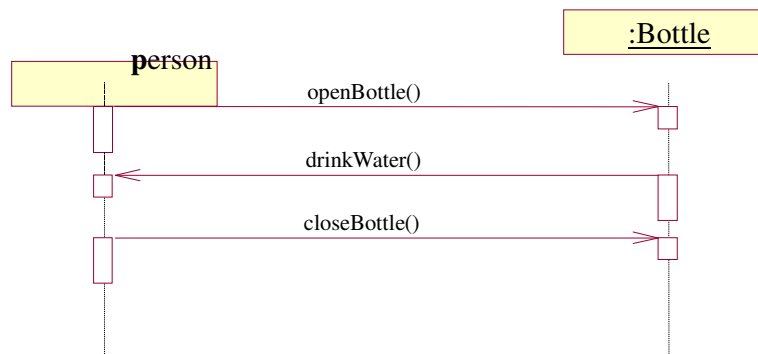 :Bottle
person
openBottle()
drinkWater()
closeBottle()